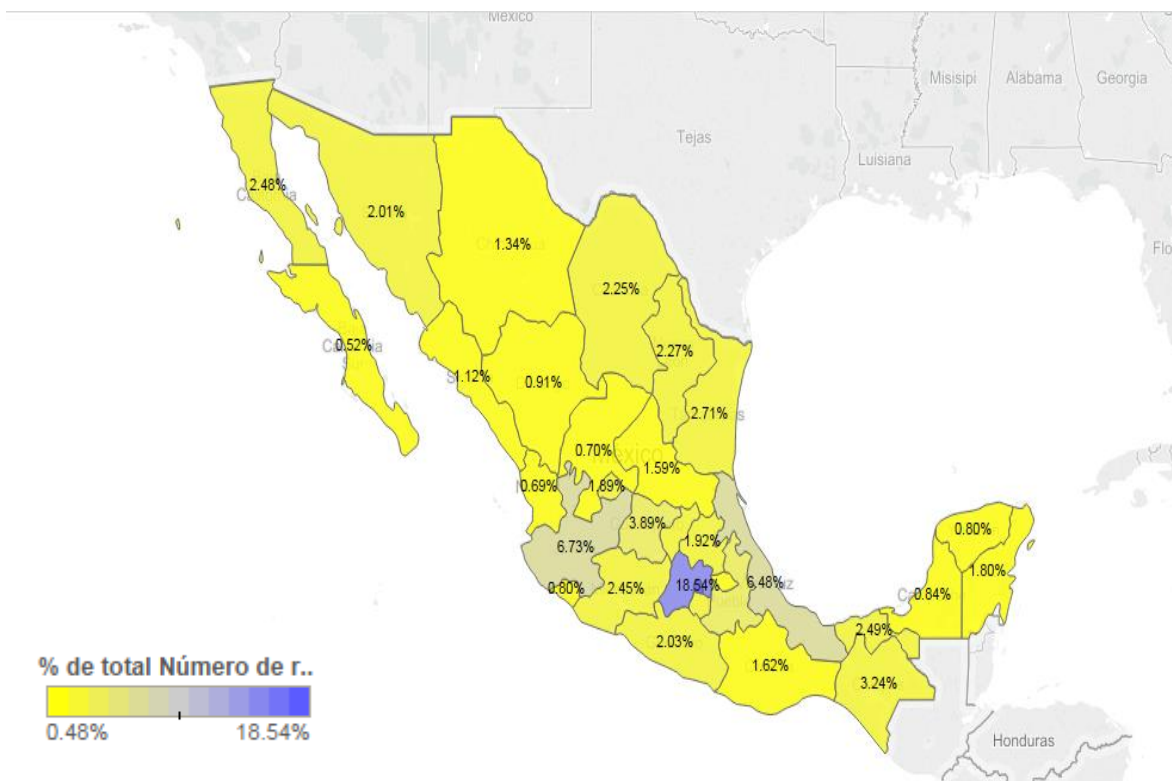 México
Misisipi
Alabama
Georgia
Tejas
Luisiana
Flo
2.48%
2.01%
1.34%
2.25%
0.52%
1.12%
0.91%
2.27%
2.71%
0.70%
México
1.59%
0.69%
1.89%
3.89%
1.92%
6.73%
0.80%
2.45%
18.54%
6.48%
0.80%
1.80%
0.84%
2.03%
1.62%
2.49%
3.24%
Honduras
% de total Número de r..
0.48%
18.54%